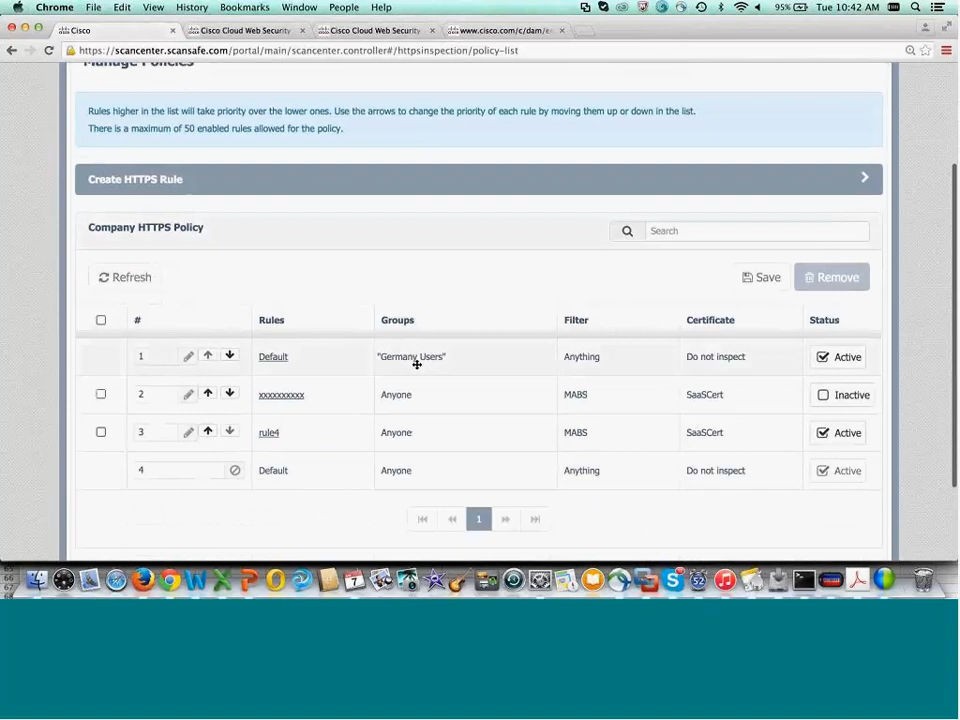 Chrome File Edit View History Bookmarks Window People Help 95% Tue 10:42 AM
Cisco Cisco Cloud Web Security Cisco Cloud Web Security www.cisco.com/c/dam/e
https://scancenter.scansafe.com/portal/main/scancenter.controller#/httpsinspection/policy-list
Manage Policies
Rules higher in the list will take priority over the lower ones. Use the arrows to change the priority of each rule by moving them up or down in the list.
There is a maximum of 50 enabled rules allowed for the policy.
Create HTTPS Rule
Company HTTPS Policy Search
Refresh Save Remove
# Rules Groups Filter Certificate Status
1 Default "Germany Users" Anything Do not inspect Active
2 xxxxxxxxxx Anyone MABS SaaSCert Inactive
3 rule4 Anyone MABS SaaSCert Active
4 Default Anyone Anything Do not inspect Active
1